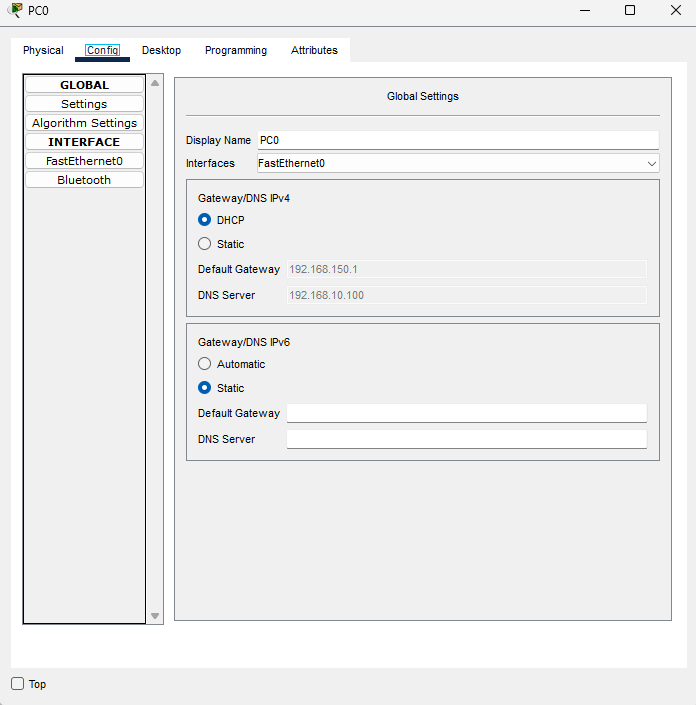 PC0
Physical Config Desktop Programming Attributes
GLOBAL
Settings
Algorithm Settings
INTERFACE
FastEthernet0
Bluetooth
Global Settings
Display Name PC0
Interfaces FastEthernet0
Gateway/DNS IPv4
DHCP
Static
Default Gateway 192.168.150.1
DNS Server 192.168.10.100
Gateway/DNS IPv6
Automatic
Static
Default Gateway
DNS Server
Top